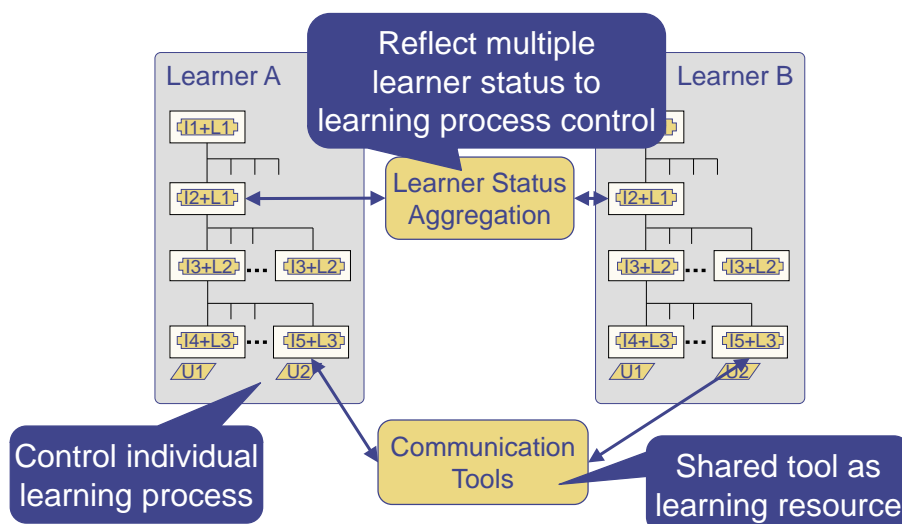 Reflect multiple
learner status to
learning process control
Learner A
Learner B
I1+L1
Learner Status
Aggregation
I2+L1
I2+L1
I3+L2 ... I3+L2
I3+L2 ... I3+L2
I4+L3 ... I5+L3
I4+L3 ... I5+L3
U1 U2
U1 U2
Control individual
learning process
Communication
Tools
Shared tool as
learning resource